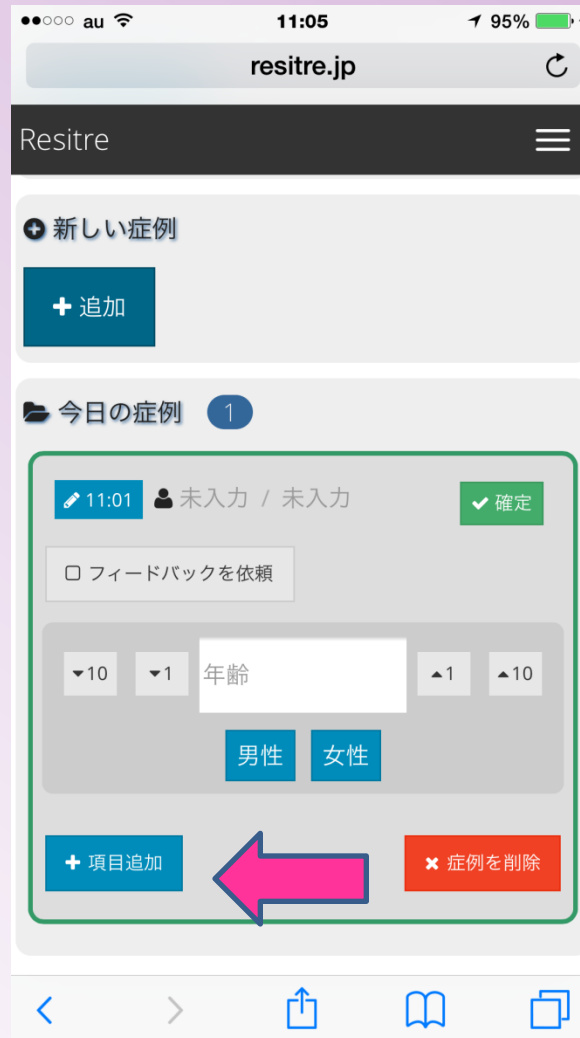 au 11:05 95%
resitre.jp
Resitre
新しい症例
追加
今日の症例 1
11:01 未入力 / 未入力 確定
フィードバックを依頼
10 1 年齢 1 10
男性 女性
項目追加 症例を削除